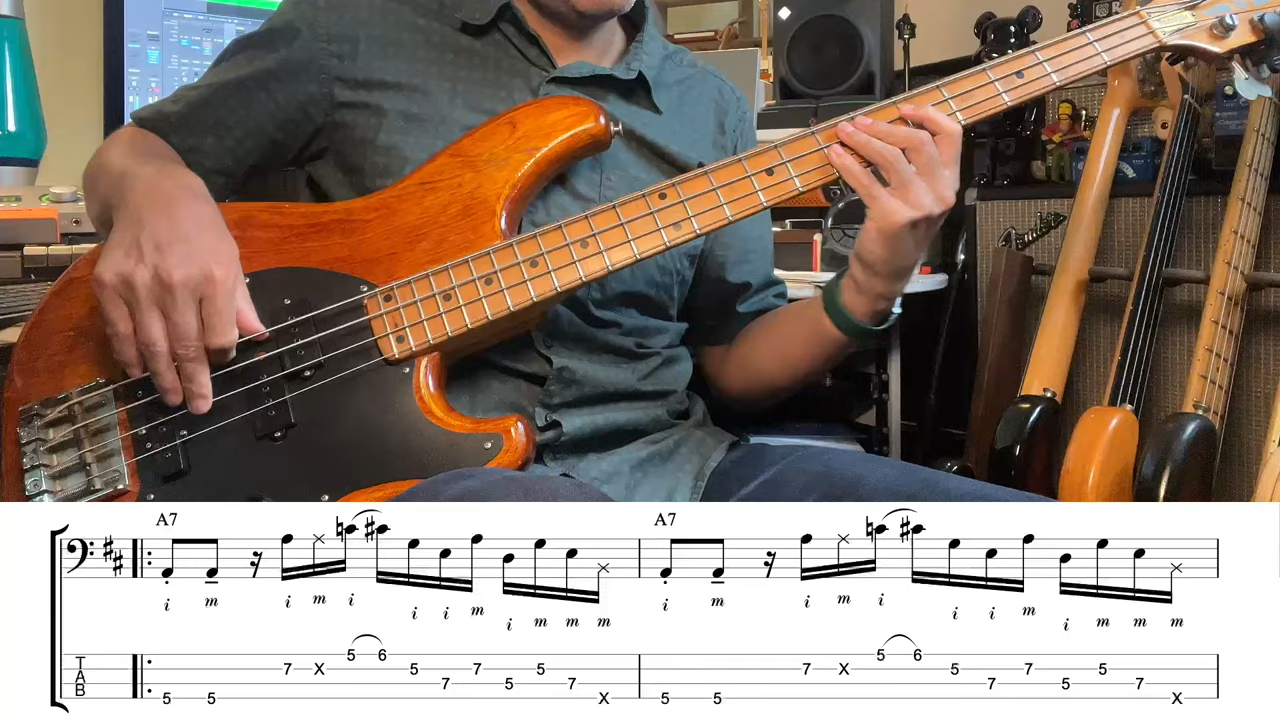 A7 A7
i m i m i i i m i m m m i m i m i i i m i m m m
T
A
B
5 5 7 X 5 6 5 7 7 5 5 7 X 5 5 7 X 5 6 5 7 7 5 5 7 X
Fender